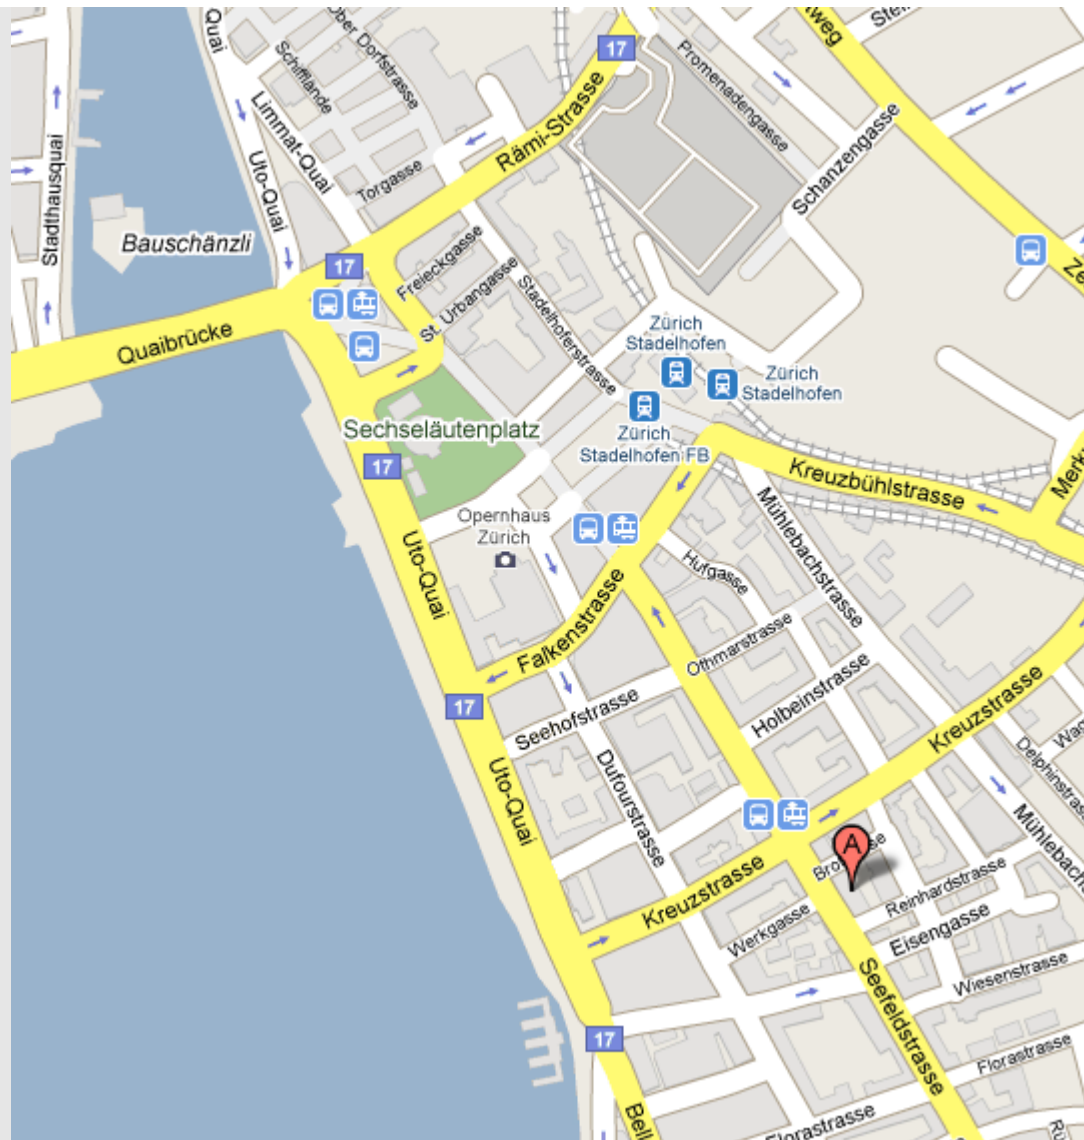 Quai
Ober Dorfstrasse
Schifflände
Limmat-Quai
Uto-Quai
Torgasse
Stadthausquai
Bauschänzli
17
Rämi-Strasse
Promenadengasse
Schanzengasse
17
Freieckgasse
St. Urbangasse
Stadelhoferstrasse
Quaibrücke
Zürich
Stadelhofen
Zürich
Stadelhofen
Zürich
Stadelhofen FB
Sechseläutenplatz
17
Kreuzbühlstrasse
Opernhaus
Zürich
Uto-Quai
Mühlebachstrasse
Hufgasse
Falkenstrasse
Othmarstrasse
17
Seehofstrasse
Holbeinstrasse
Kreuzstrasse
Uto-Quai
Dufourstrasse
A
Kreuzstrasse
Reinhardstrasse
Werkgasse
Eisengasse
Wiesenstrasse
Seefeldstrasse
17
Florastrasse
Florastrasse